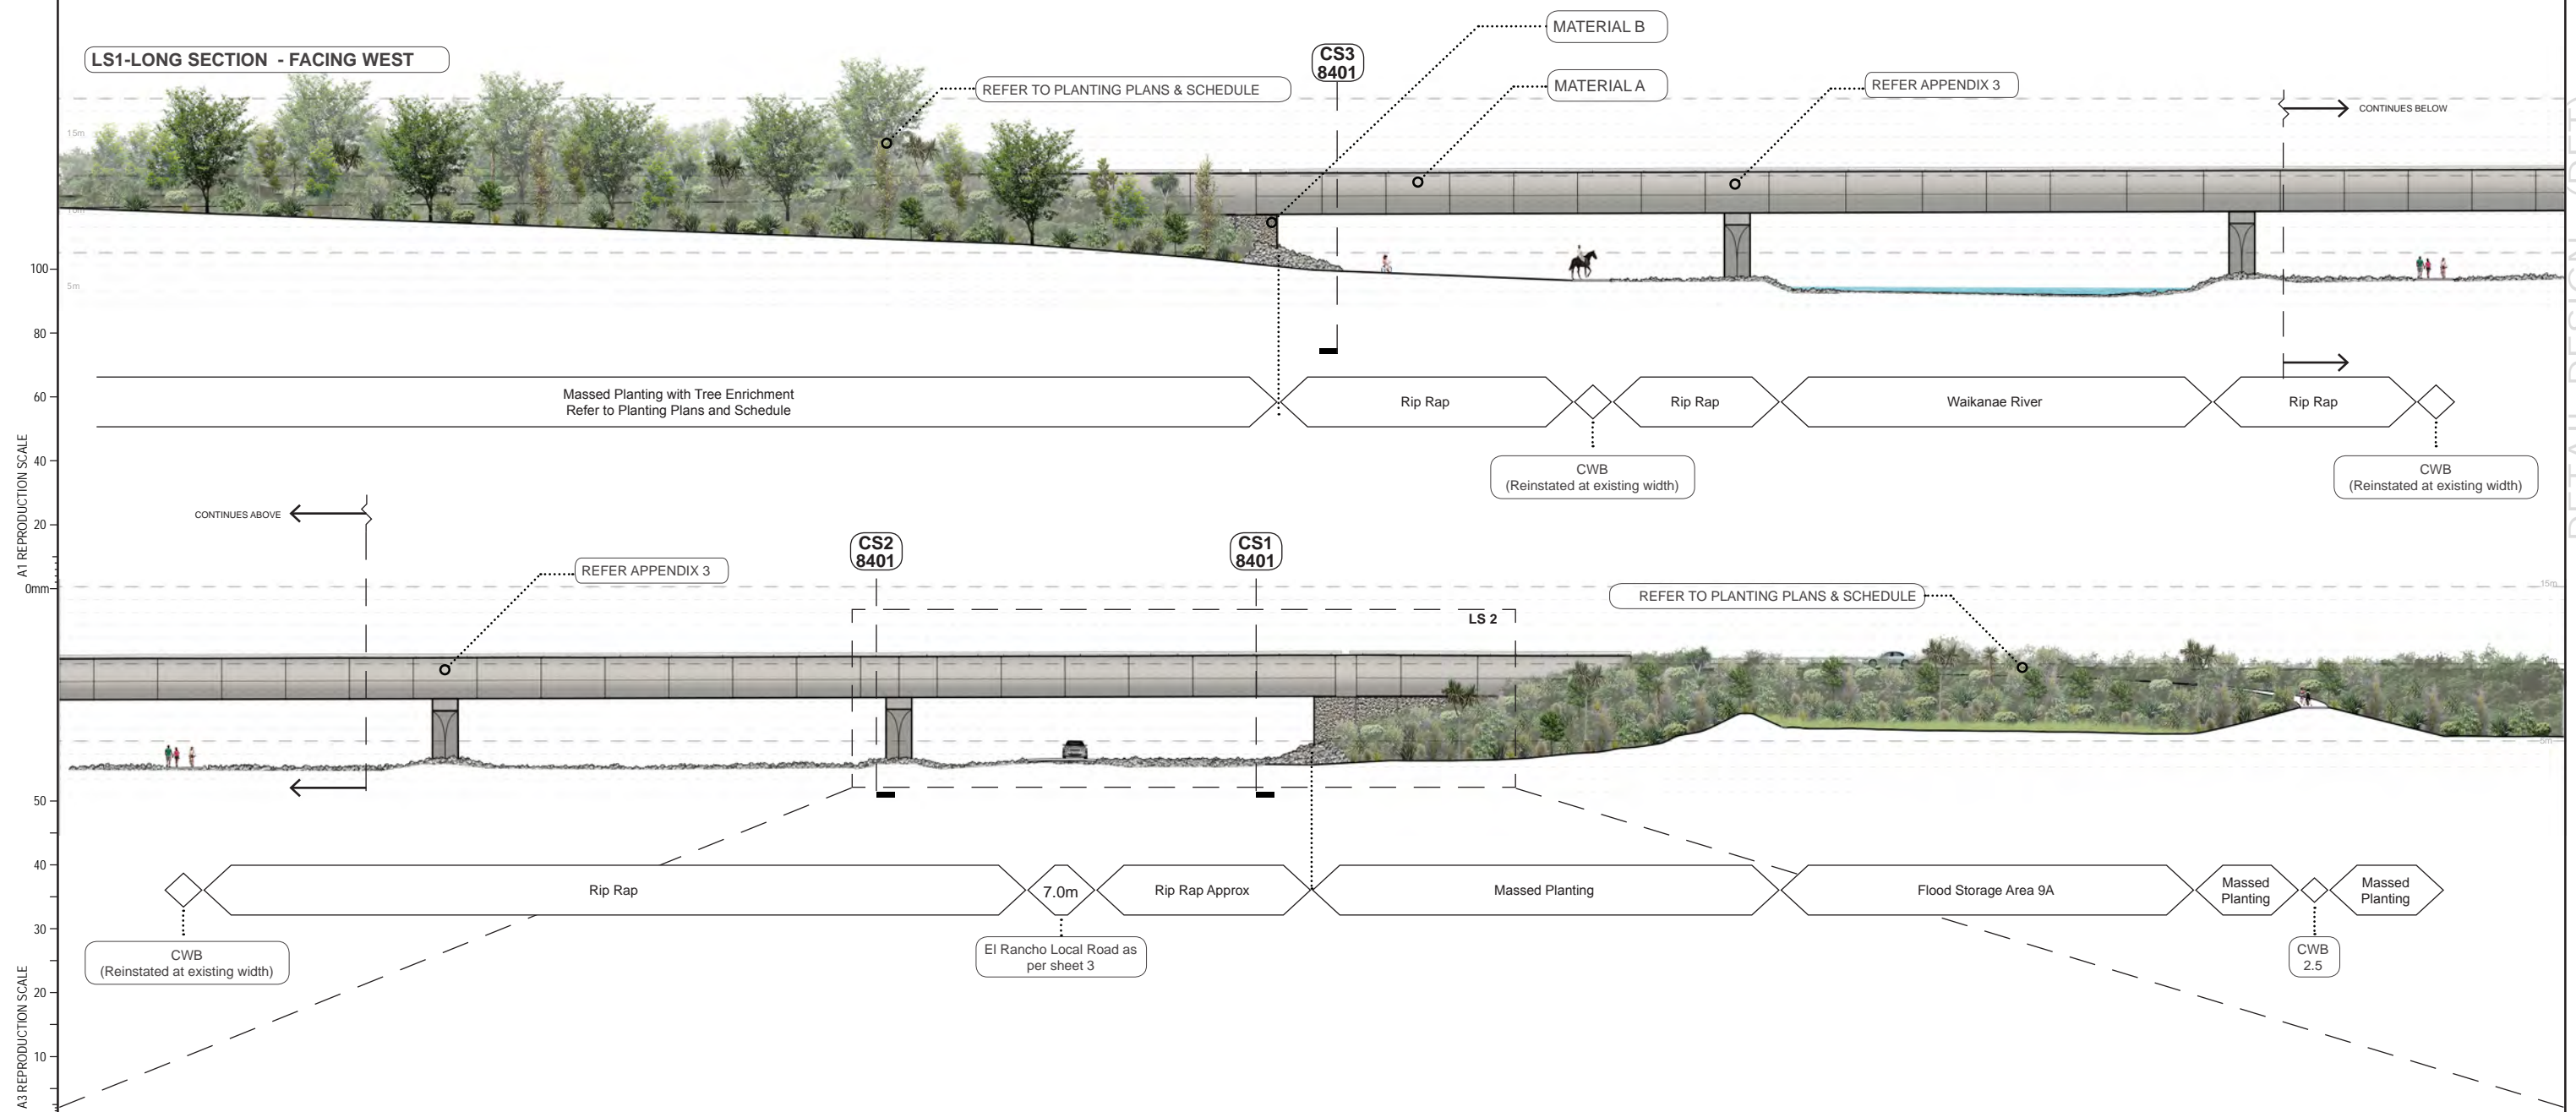 LS1-LONG SECTION - FACING WEST
MATERIAL B
CS3
8401
REFER TO PLANTING PLANS & SCHEDULE
MATERIAL A
REFER APPENDIX 3
CONTINUES BELOW
15m
10m
5m
100
80
60
40
20
0mm
A1 REPRODUCTION SCALE
Massed Planting with Tree Enrichment
Refer to Planting Plans and Schedule
Rip Rap
Rip Rap
Waikanae River
Rip Rap
CWB
(Reinstated at existing width)
CWB
(Reinstated at existing width)
CONTINUES ABOVE
REFER APPENDIX 3
CS2
8401
CS1
8401
LS 2
REFER TO PLANTING PLANS & SCHEDULE
15m
5m
50
40
30
20
10
A3 REPRODUCTION SCALE
Rip Rap
7.0m
Rip Rap Approx
Massed Planting
Flood Storage Area 9A
Massed
Planting
Massed
Planting
CWB
(Reinstated at existing width)
El Rancho Local Road as
per sheet 3
CWB
2.5